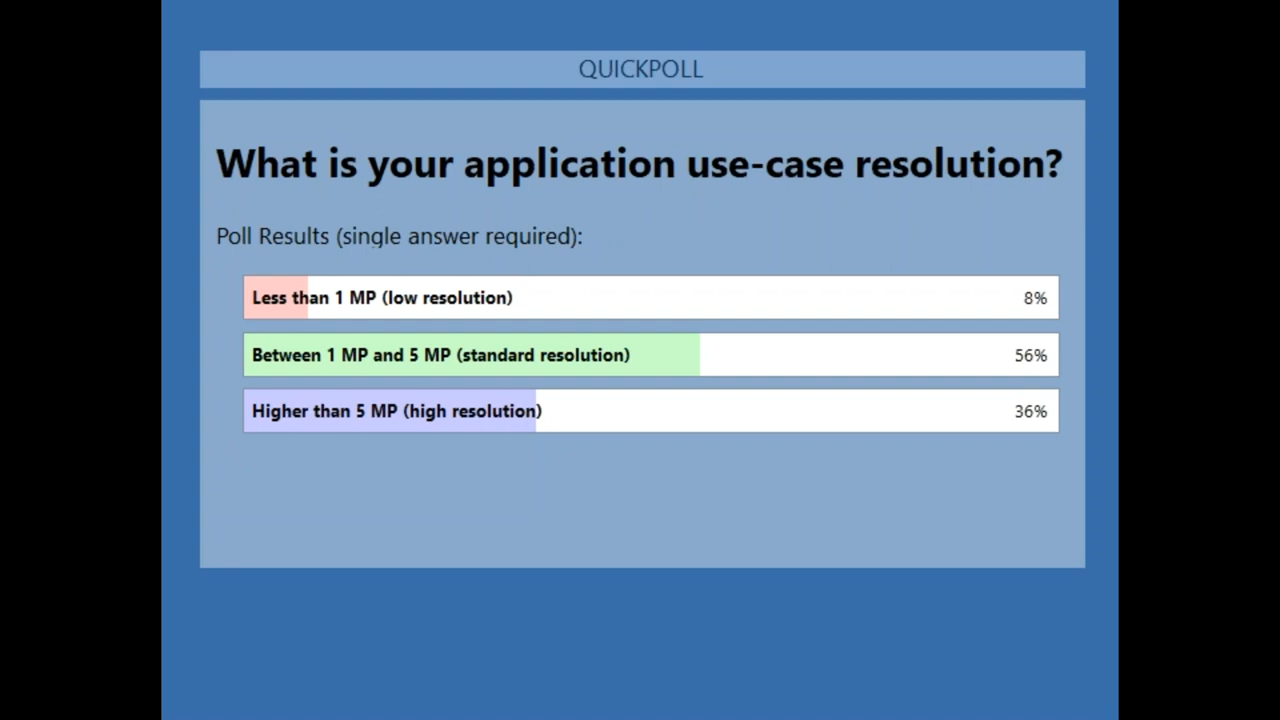 QUICKPOLL
What is your application use-case resolution?
Poll Results (single answer required):
Less than 1 MP (low resolution) 8%
Between 1 MP and 5 MP (standard resolution) 56%
Higher than 5 MP (high resolution) 36%